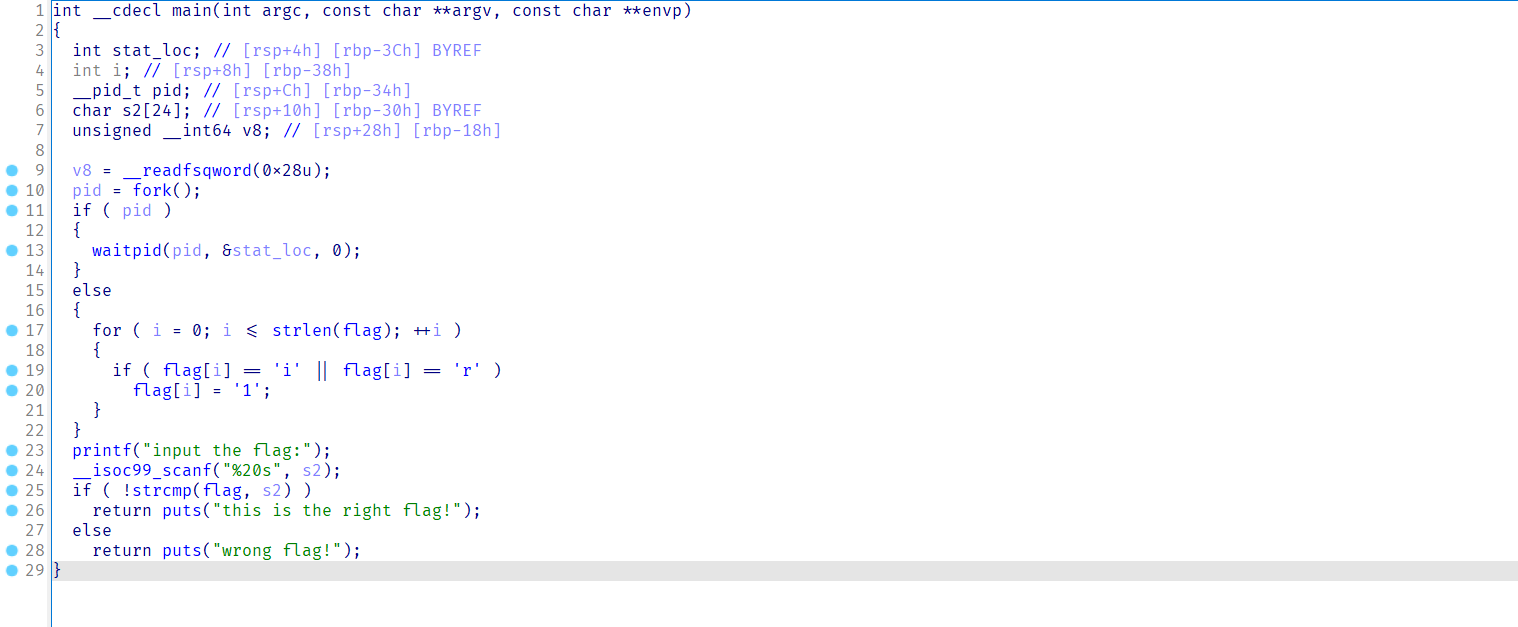 1 int __cdecl main(int argc, const char **argv, const char **envp)
2 {
3 int stat_loc; // [rsp+4h] [rbp-3Ch] BYREF
4 int i; // [rsp+8h] [rbp-38h]
5 __pid_t pid; // [rsp+Ch] [rbp-34h]
6 char s2[24]; // [rsp+10h] [rbp-30h] BYREF
7 unsigned __int64 v8; // [rsp+28h] [rbp-18h]
8
9 v8 = __readfsqword(0x28u);
10 pid = fork();
11 if ( pid )
12 {
13 waitpid(pid, &stat_loc, 0);
14 }
15 else
16 {
17 for ( i = 0; i <= strlen(flag); ++i )
18 {
19 if ( flag[i] == 'i' || flag[i] == 'r' )
20 flag[i] = '1';
21 }
22 }
23 printf("input the flag:");
24 __isoc99_scanf("%20s", s2);
25 if ( !strcmp(flag, s2) )
26 return puts("this is the right flag!");
27 else
28 return puts("wrong flag!");
29 }